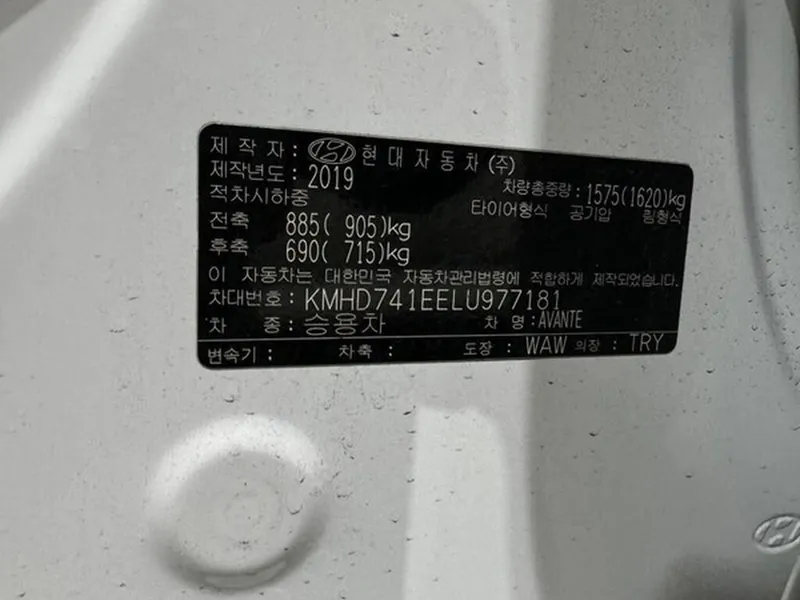 제 작 자 : 현대자동차(주)
제작년도 : 2019 차량총중량 : 1575(1620)kg
적차시하중 타이어형식 공기압 림형식
전축 885( 905)kg
후축 690( 715)kg
이 자동차는 대한민국 자동차관리법령에 적합하게 제작되었습니다.
차대번호 : KMHD741EELU977181
차 종 : 승용차 차 명 : AVANTE
변속기 : 차축 : 도장 : WAW 의장 : TRY